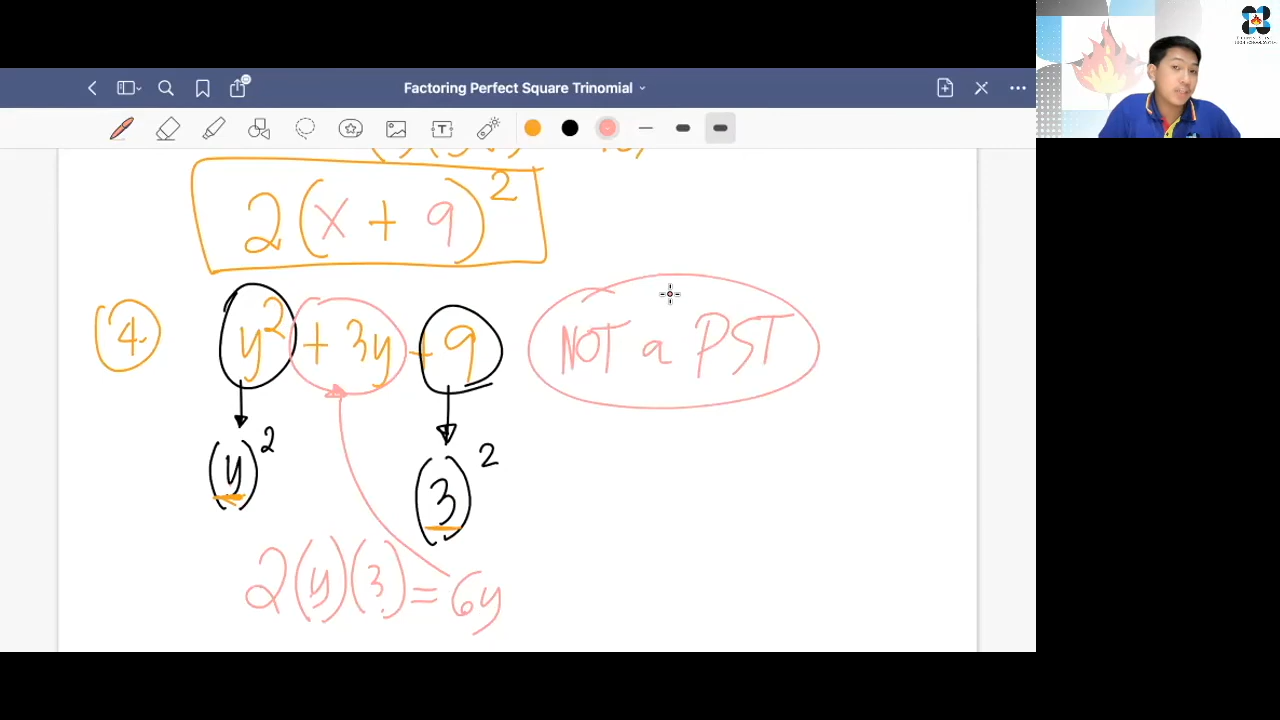 Factoring Perfect Square Trinomial
T
2(x + 9)²
4. y² + 3y + 9 NOT a PST
(y)² (3)²
2(y)(3) = 6y